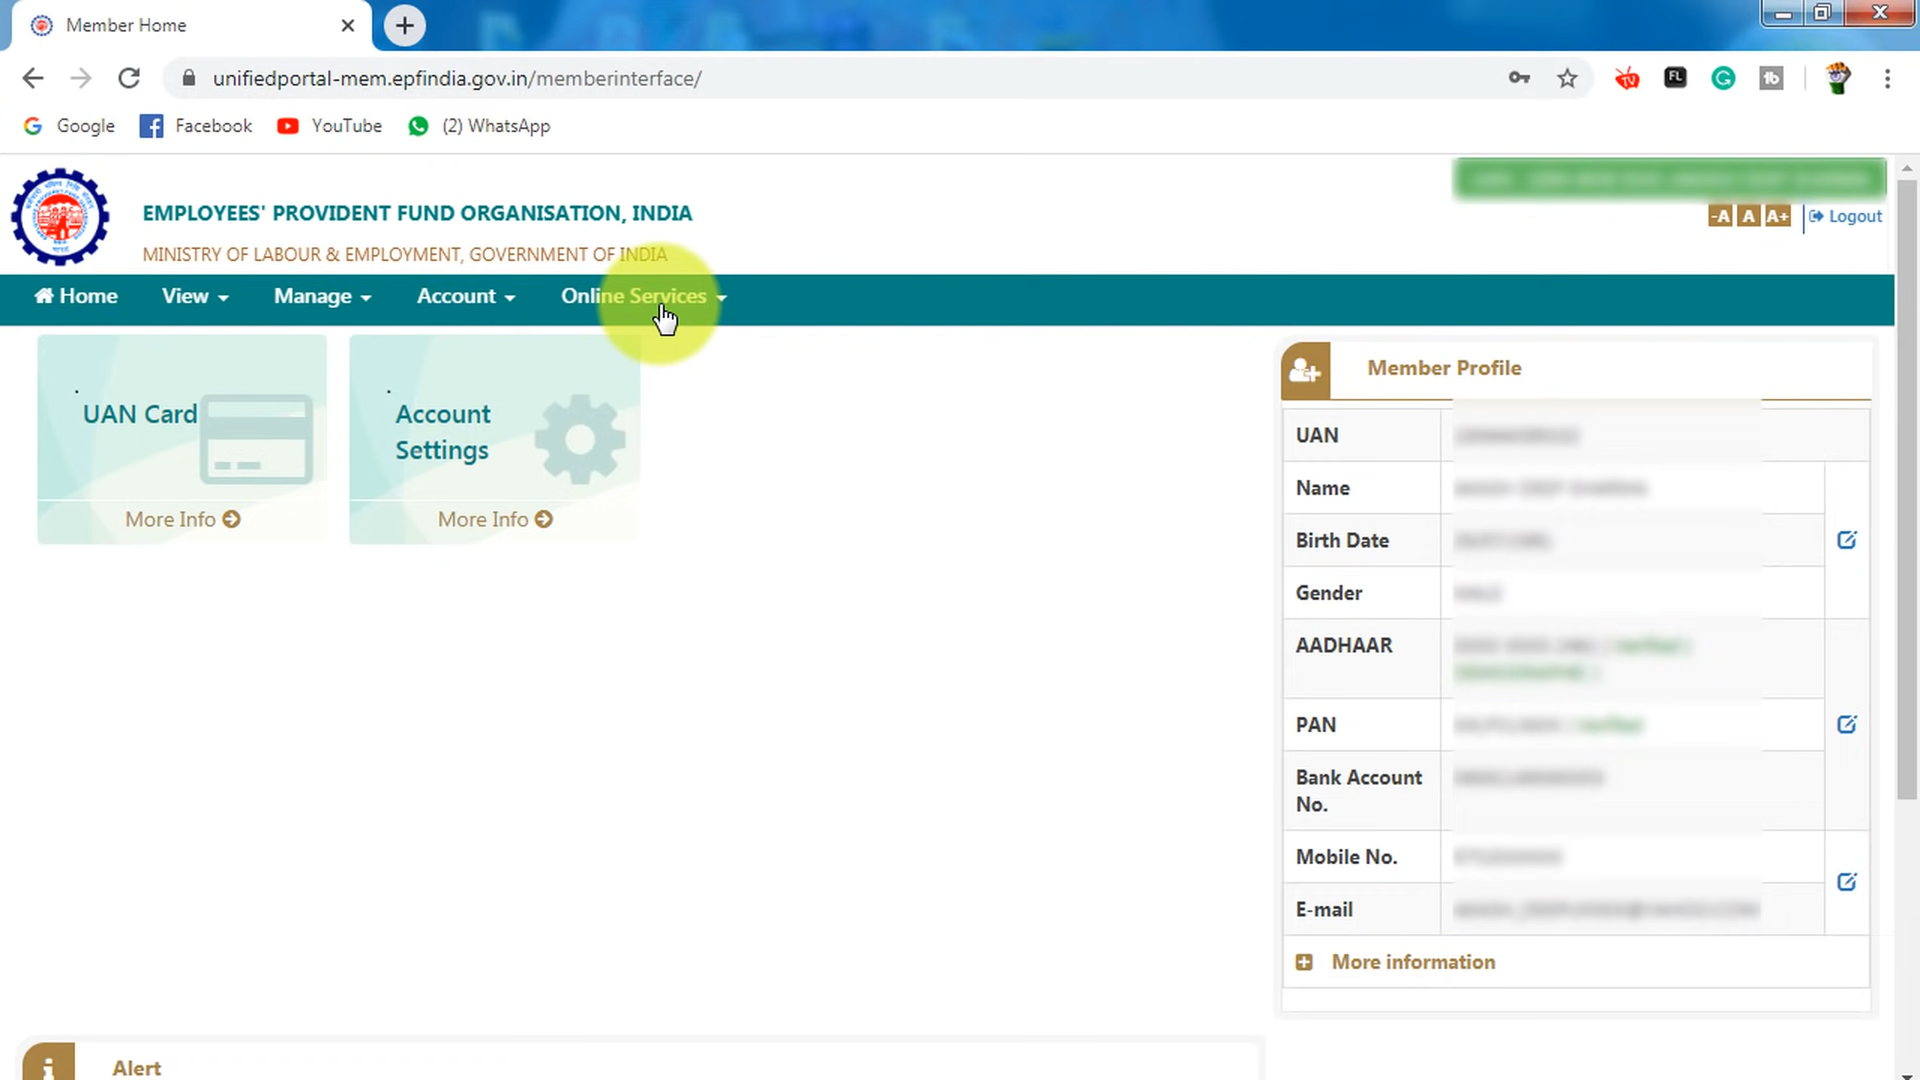 Member Home
unifiedportal-mem.epfindia.gov.in/memberinterface/
Google Facebook YouTube (2) WhatsApp
EMPLOYEES' PROVIDENT FUND ORGANISATION, INDIA
MINISTRY OF LABOUR & EMPLOYMENT, GOVERNMENT OF INDIA
-A A A+ Logout
Home View Manage Account Online Services
UAN Card
More Info
Account
Settings
More Info
Member Profile
UAN
Name
Birth Date
Gender
AADHAAR
PAN
Bank Account
No.
Mobile No.
E-mail
More information
Alert